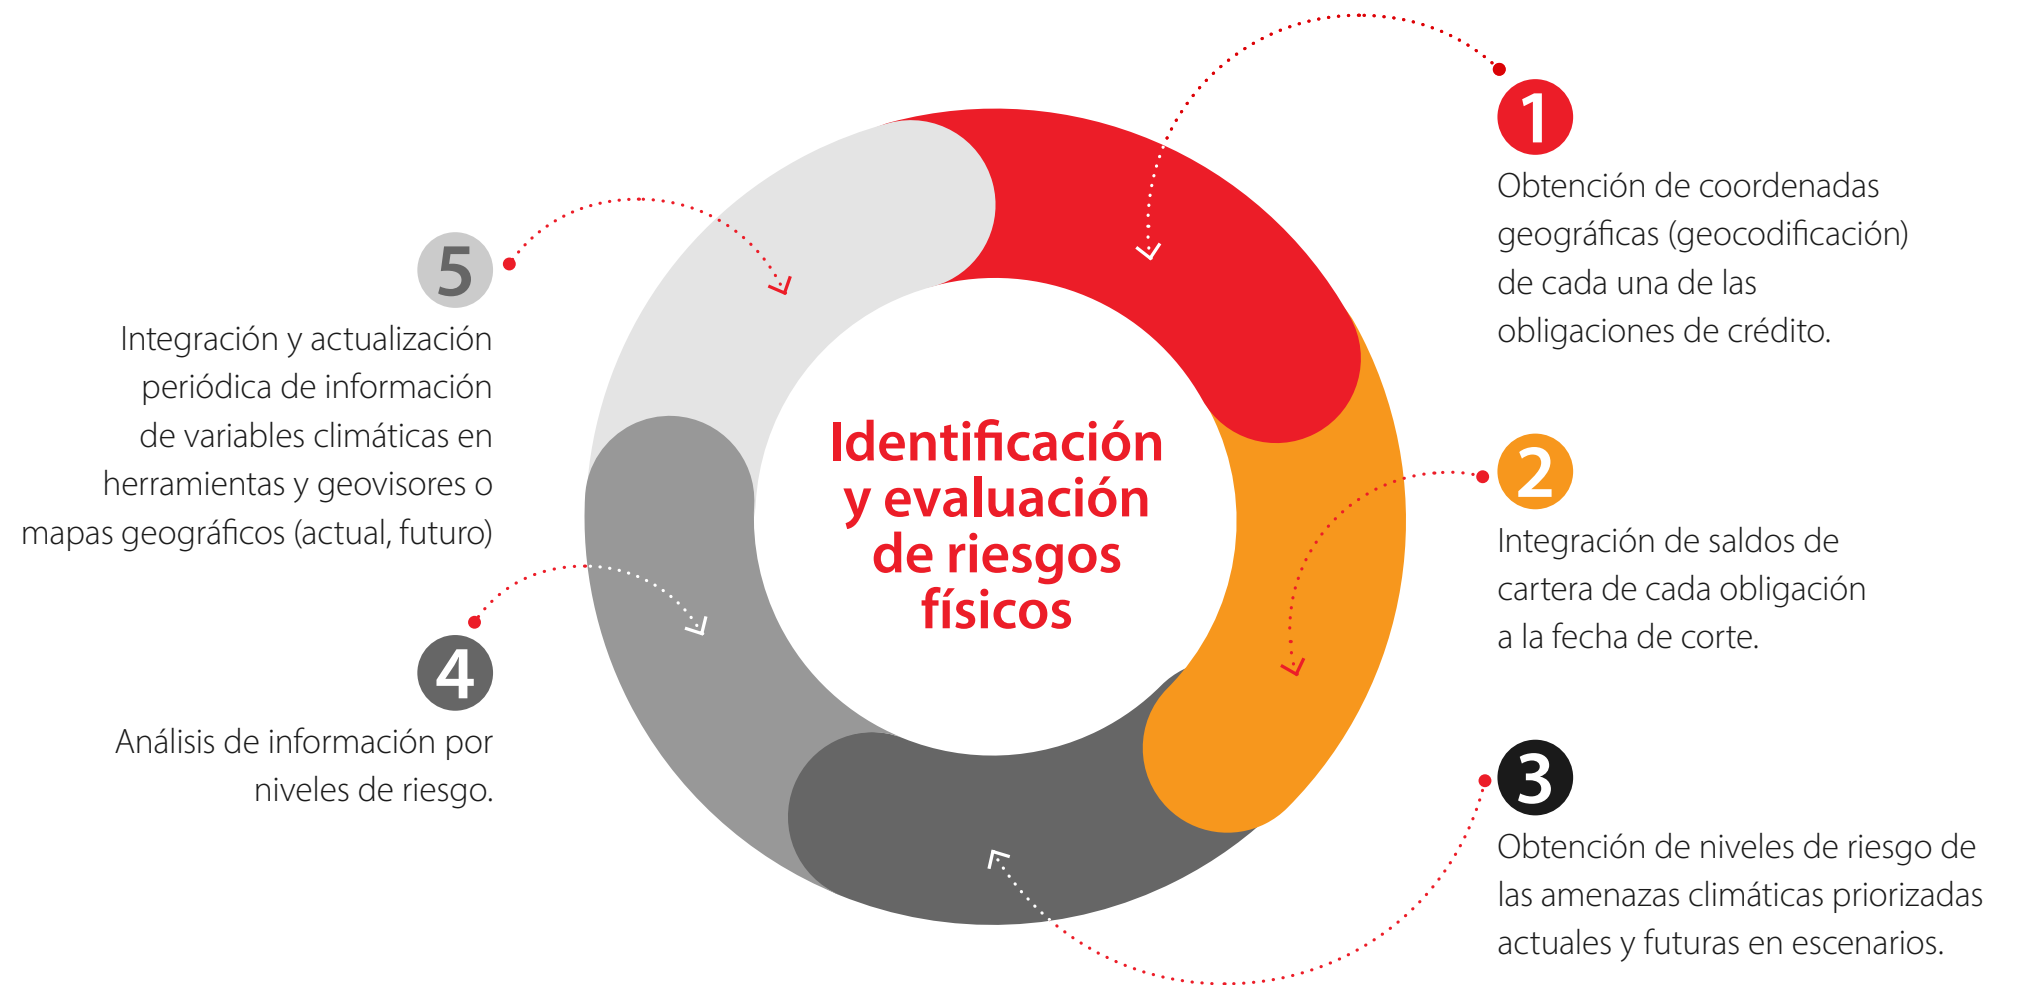 Identificación
y evaluación
de riesgos
físicos
1
Obtención de coordenadas
geográficas (geocodificación)
de cada una de las
obligaciones de crédito.
2
Integración de saldos de
cartera de cada obligación
a la fecha de corte.
3
Obtención de niveles de riesgo de
las amenazas climáticas priorizadas
actuales y futuras en escenarios.
4
Análisis de información por
niveles de riesgo.
5
Integración y actualización
periódica de información
de variables climáticas en
herramientas y geovisores o
mapas geográficos (actual, futuro)